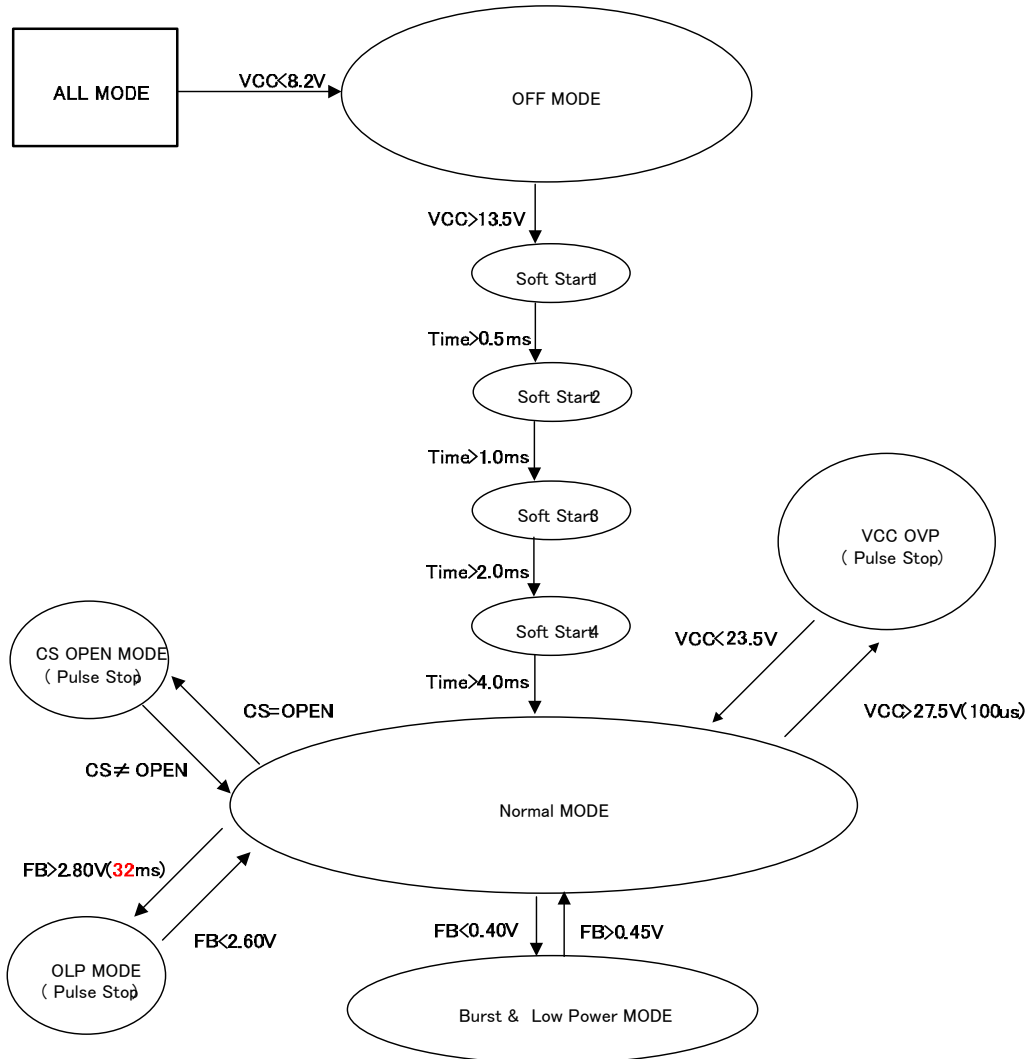 ALL MODE
VCC<8.2V
OFF MODE
VCC>13.5V
Soft Start1
Time>0.5ms
Soft Start2
Time>1.0ms
Soft Start3
Time>2.0ms
Soft Start4
Time>4.0ms
VCC OVP
( Pulse Stop)
VCC<23.5V
VCC>27.5V(100us)
CS OPEN MODE
( Pulse Stop)
CS=OPEN
CS≠ OPEN
Normal MODE
FB>2.80V(32ms)
FB<2.60V
OLP MODE
( Pulse Stop)
FB<0.40V
FB>0.45V
Burst & Low Power MODE